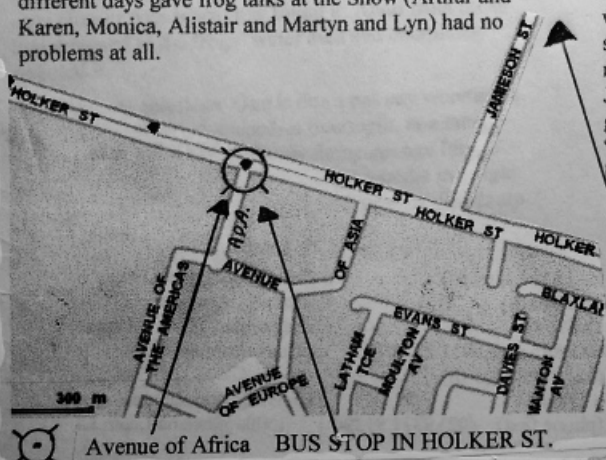 different days gave frog talks at the Show (Arthur and
Karen, Monica, Alistair and Martyn and Lyn) had no
problems at all.
JAMIESON ST
HOLKER ST
HOLKER ST
HOLKER ST
HOLKER
A.D.A.
OF ASIA
AVENUE
AVENUE OF
THE AMERICAS
BLAXLA
EVANS ST
LATHAM
TCE
MOULTON
AV
DAVIES ST
AV
AVENUE
OF EUROPE
300 m
Avenue of Africa
BUS STOP IN HOLKER ST.